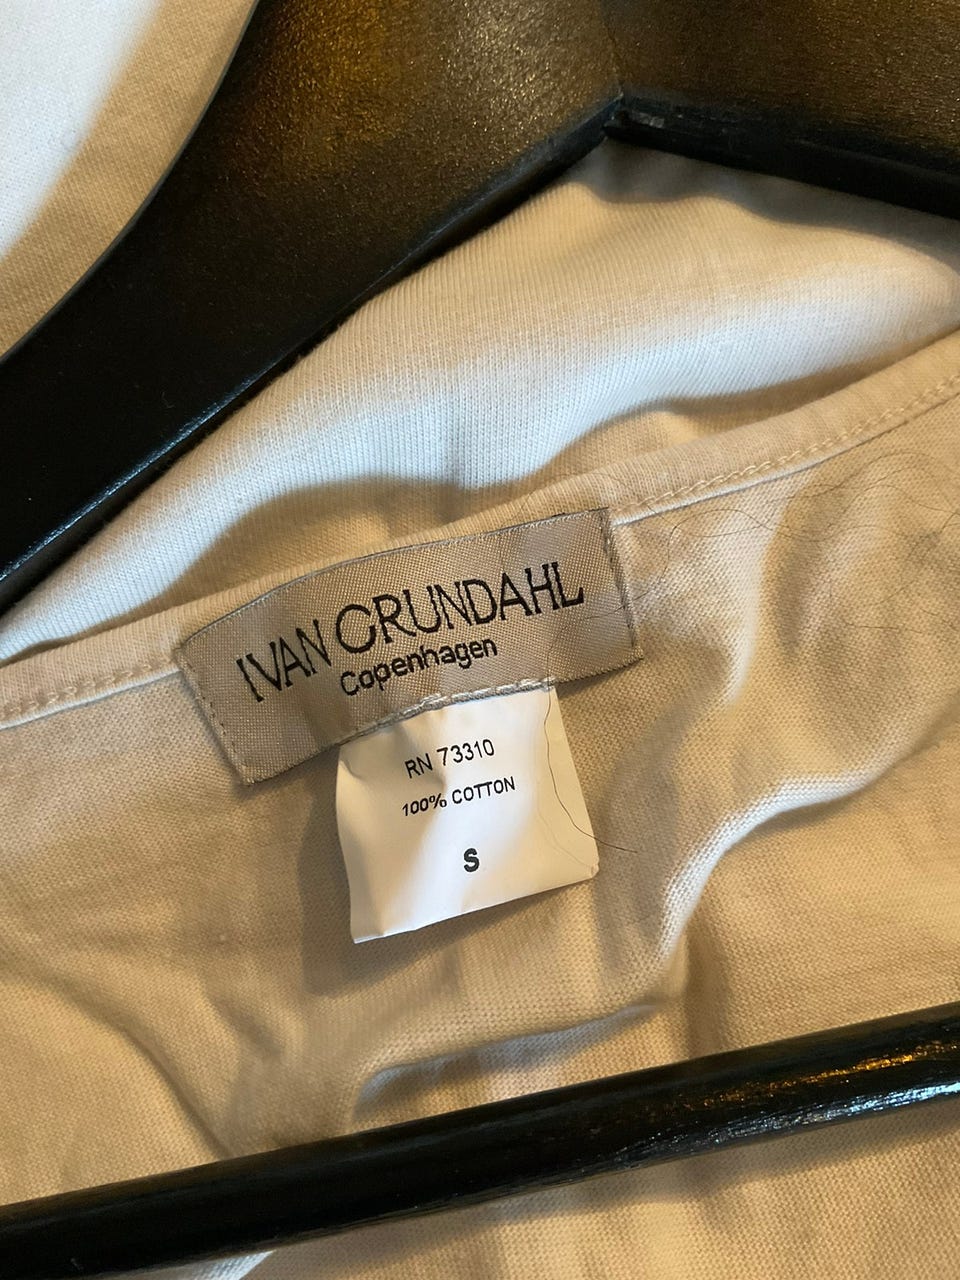 IVAN GRUNDAHL
Copenhagen
RN 73310
100% COTTON
S